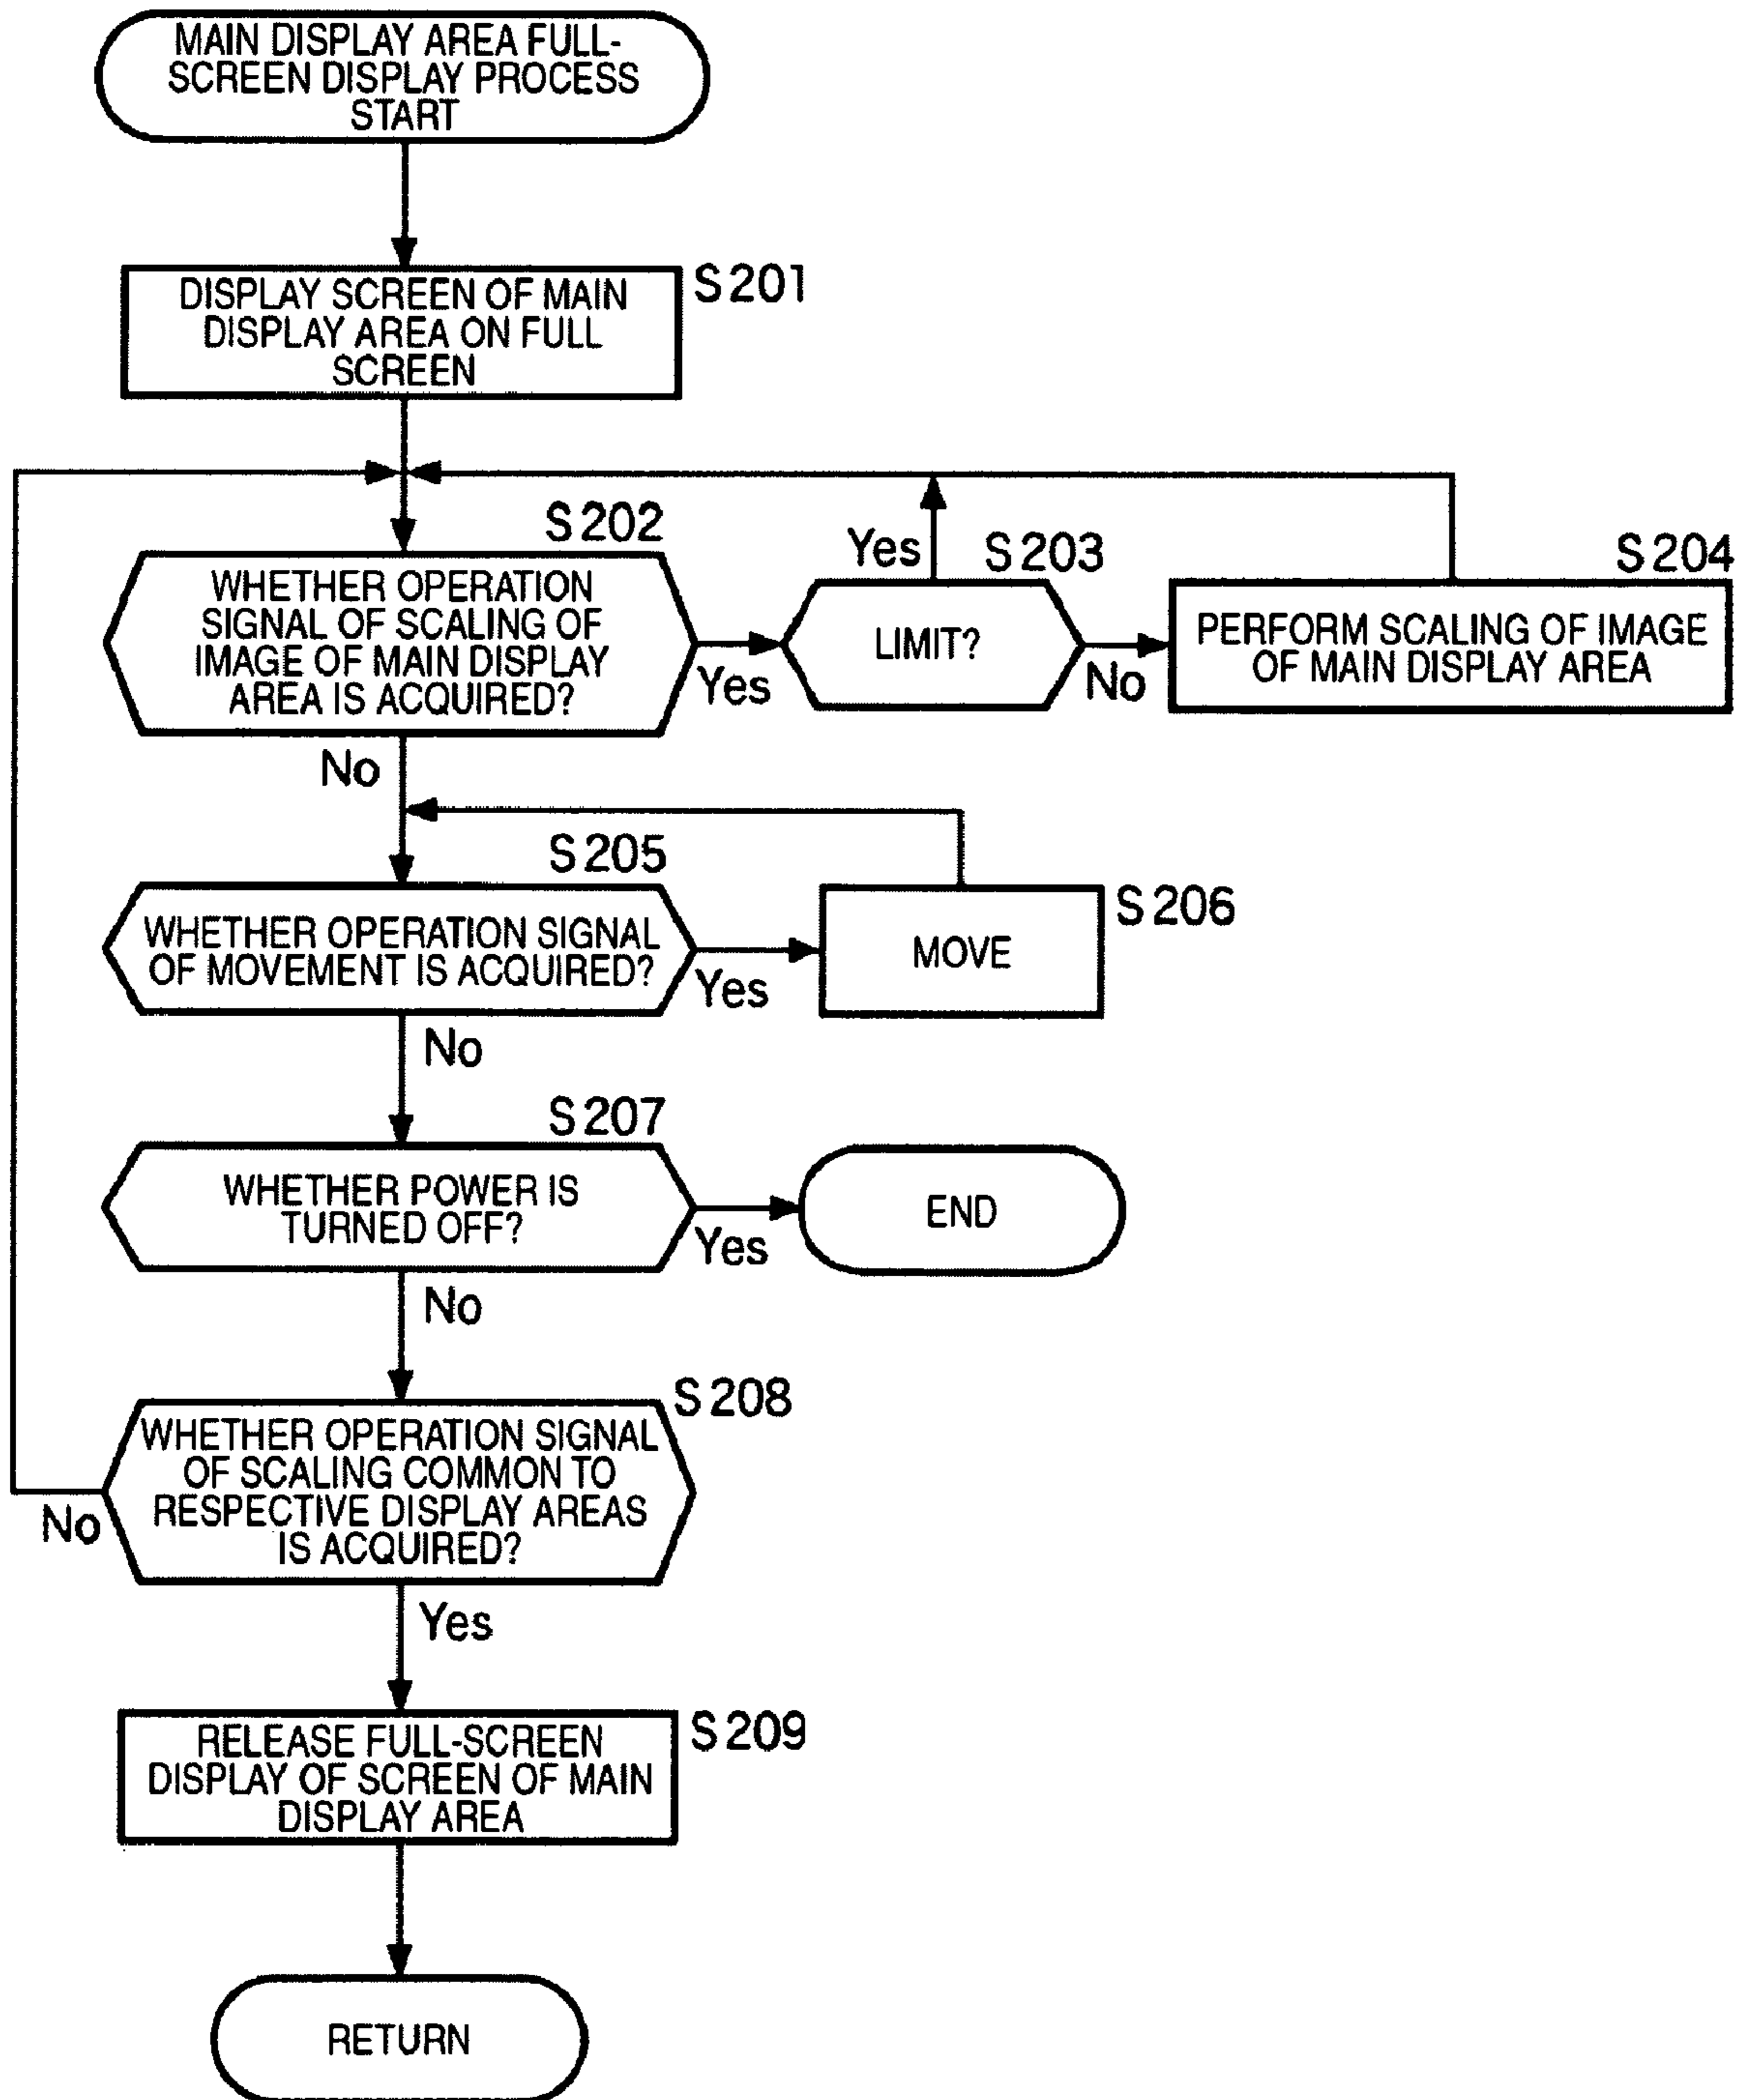 MAIN DISPLAY AREA FULL-
SCREEN DISPLAY PROCESS
START
S201
DISPLAY SCREEN OF MAIN
DISPLAY AREA ON FULL
SCREEN
S202
WHETHER OPERATION
SIGNAL OF SCALING OF
IMAGE OF MAIN DISPLAY
AREA IS ACQUIRED?
Yes
No
Yes
S203
LIMIT?
No
S204
PERFORM SCALING OF IMAGE
OF MAIN DISPLAY AREA
S205
WHETHER OPERATION SIGNAL
OF MOVEMENT IS ACQUIRED?
Yes
No
S206
MOVE
S207
WHETHER POWER IS
TURNED OFF?
Yes
No
END
S208
WHETHER OPERATION SIGNAL
OF SCALING COMMON TO
RESPECTIVE DISPLAY AREAS
IS ACQUIRED?
No
Yes
S209
RELEASE FULL-SCREEN
DISPLAY OF SCREEN OF MAIN
DISPLAY AREA
RETURN